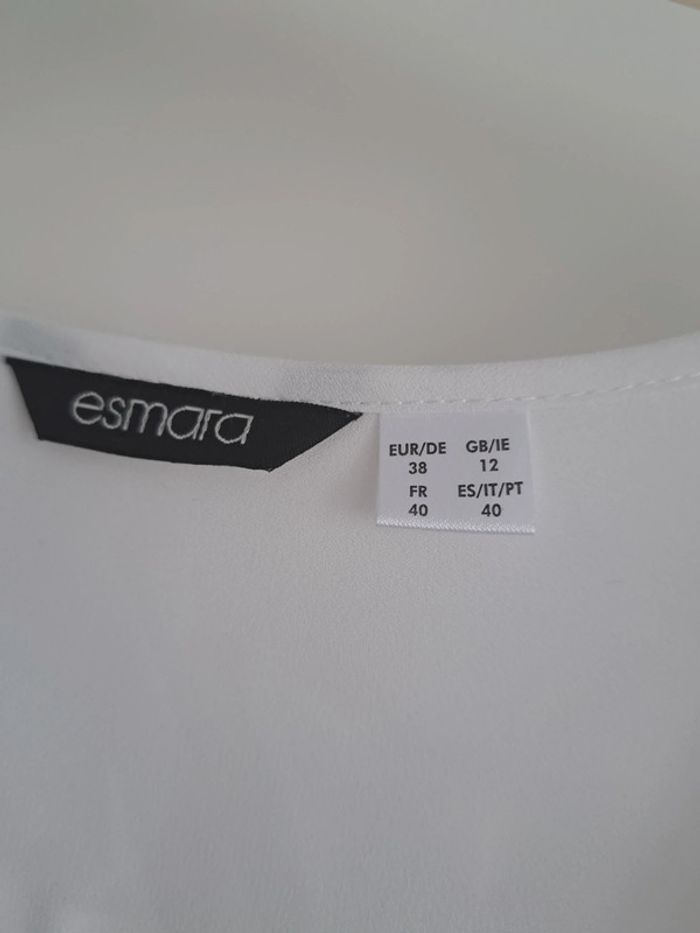 esmara
EUR/DE GB/IE
38 12
FR ES/IT/PT
40 40